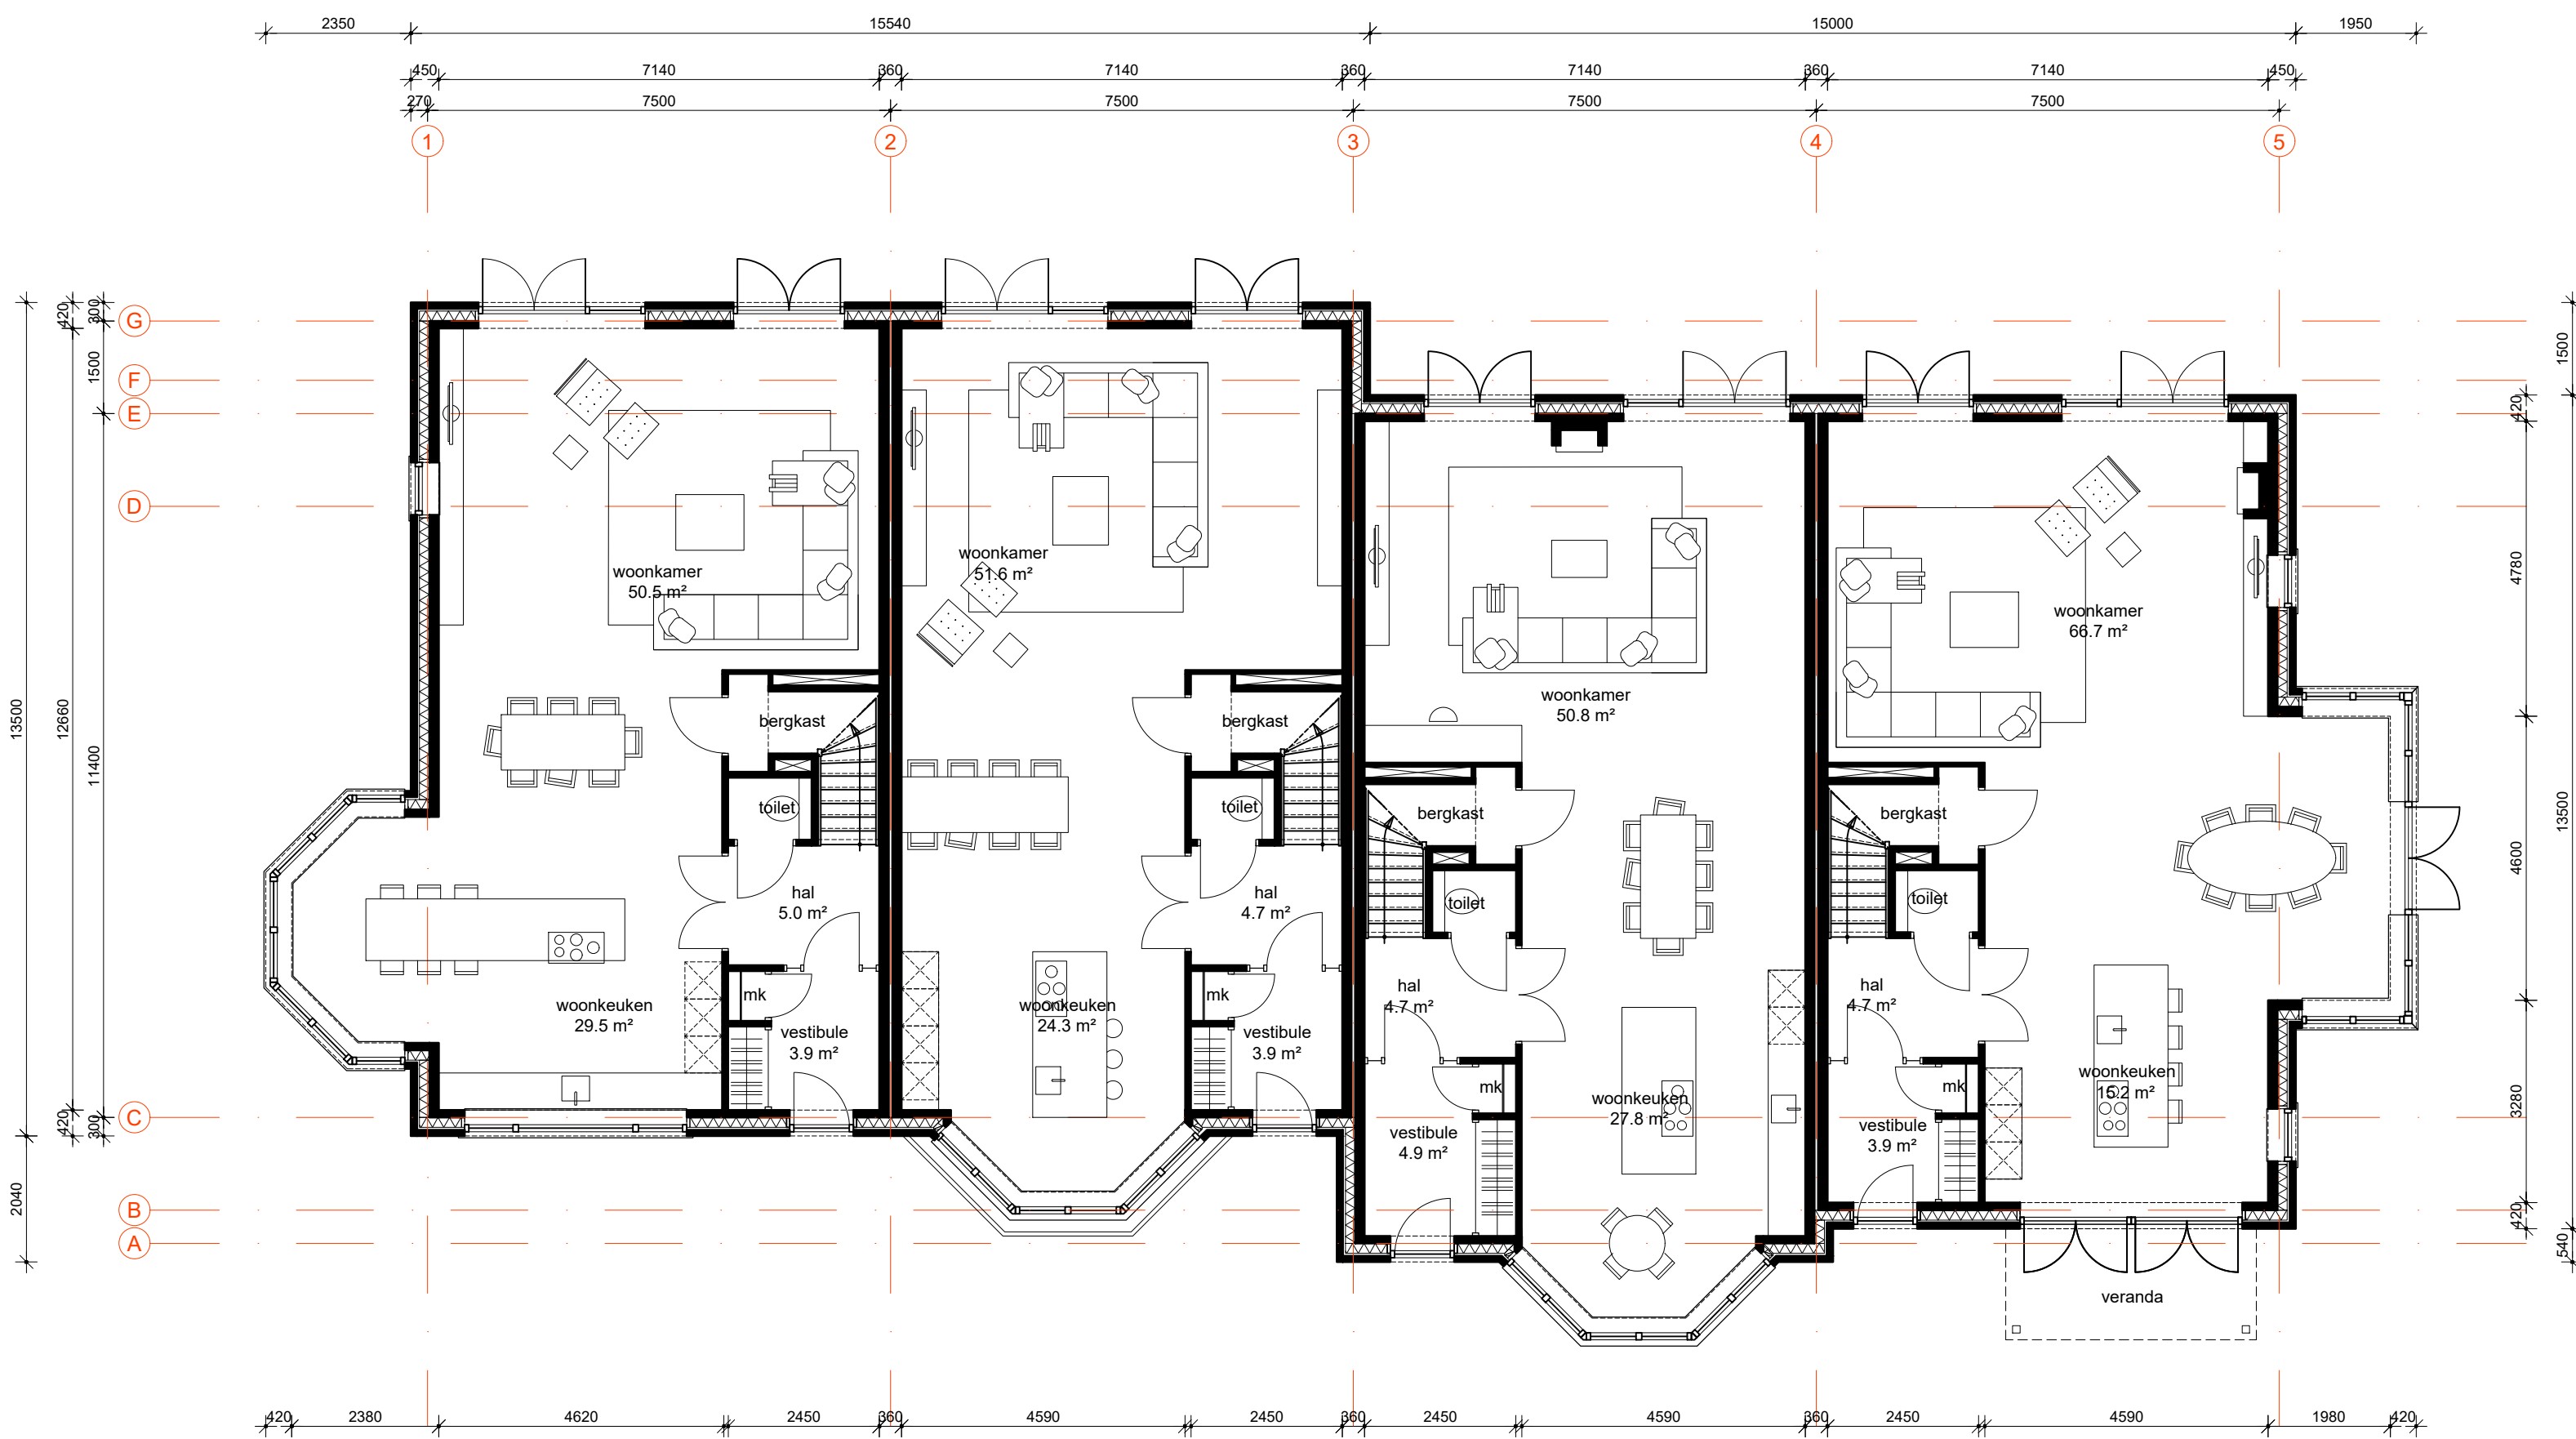 2350 15540 15000 1950
450 7140 360 7140 360 7140 360 7140 450
270 7500 7500 7500 7500
1 2 3 4 5
G
F
E
D
C
B
A
13500
2040
420
12660
420
300
1500
11400
300
1500
13500
540
420
4780
4600
3280
420
woonkamer
50.5 m²
bergkast
toilet
hal
5.0 m²
mk
vestibule
3.9 m²
woonkeuken
29.5 m²
woonkamer
51.6 m²
bergkast
toilet
hal
4.7 m²
mk
vestibule
3.9 m²
woonkeuken
24.3 m²
woonkamer
50.8 m²
bergkast
toilet
hal
4.7 m²
mk
vestibule
4.9 m²
woonkeuken
27.8 m²
woonkamer
66.7 m²
bergkast
toilet
hal
4.7 m²
mk
vestibule
3.9 m²
woonkeuken
15.2 m²
veranda
420 2380 4620 2450 360 4590 2450 360 2450 4590 360 2450 4590 1980 420